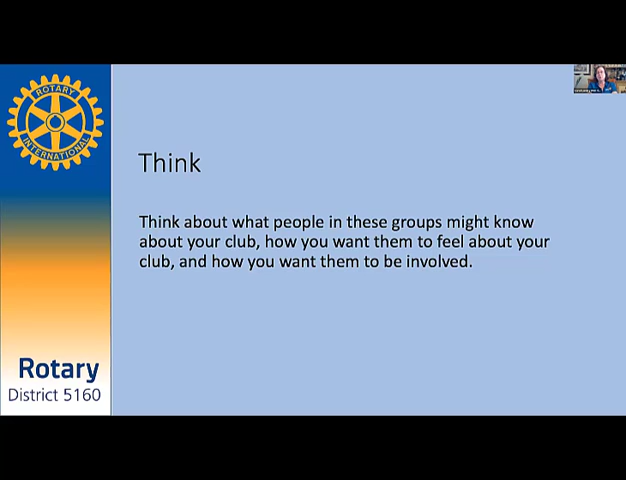 ROTARY
INTERNATIONAL
Think
Think about what people in these groups might know
about your club, how you want them to feel about your
club, and how you want them to be involved.
Rotary
District 5160